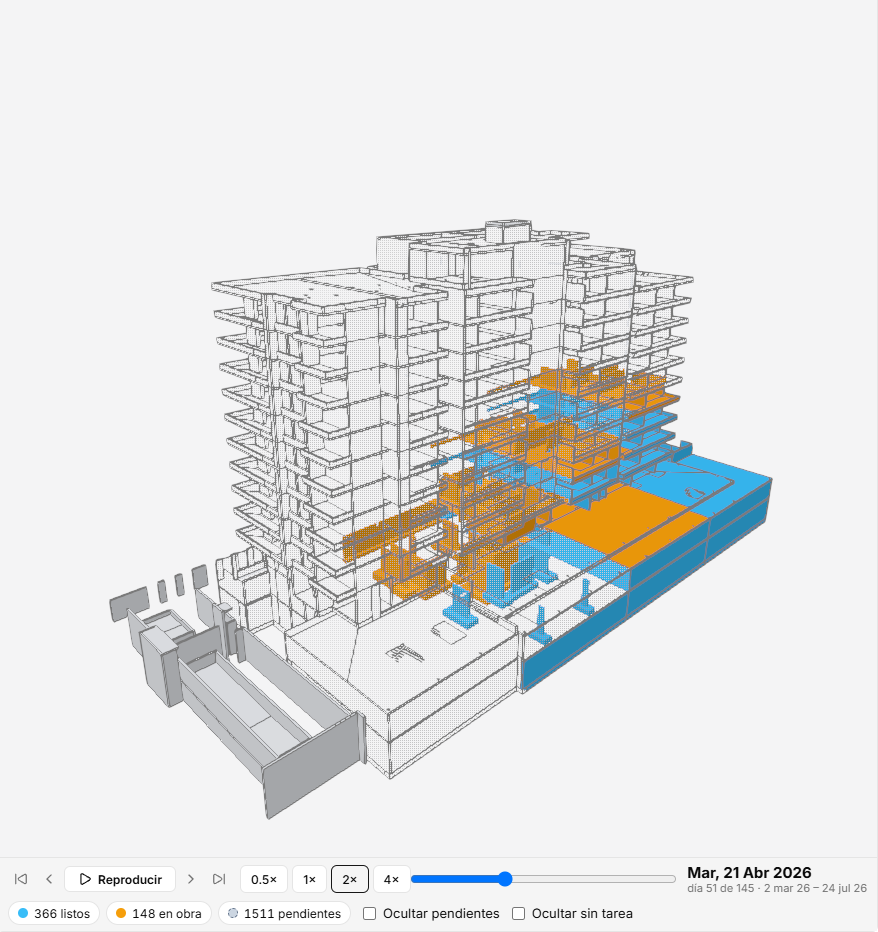 Reproducir
0.5×
1×
2×
4×
Mar, 21 Abr 2026
día 51 de 145 · 2 mar 26 – 24 jul 26
366 listos
148 en obra
1511 pendientes
Ocultar pendientes
Ocultar sin tarea